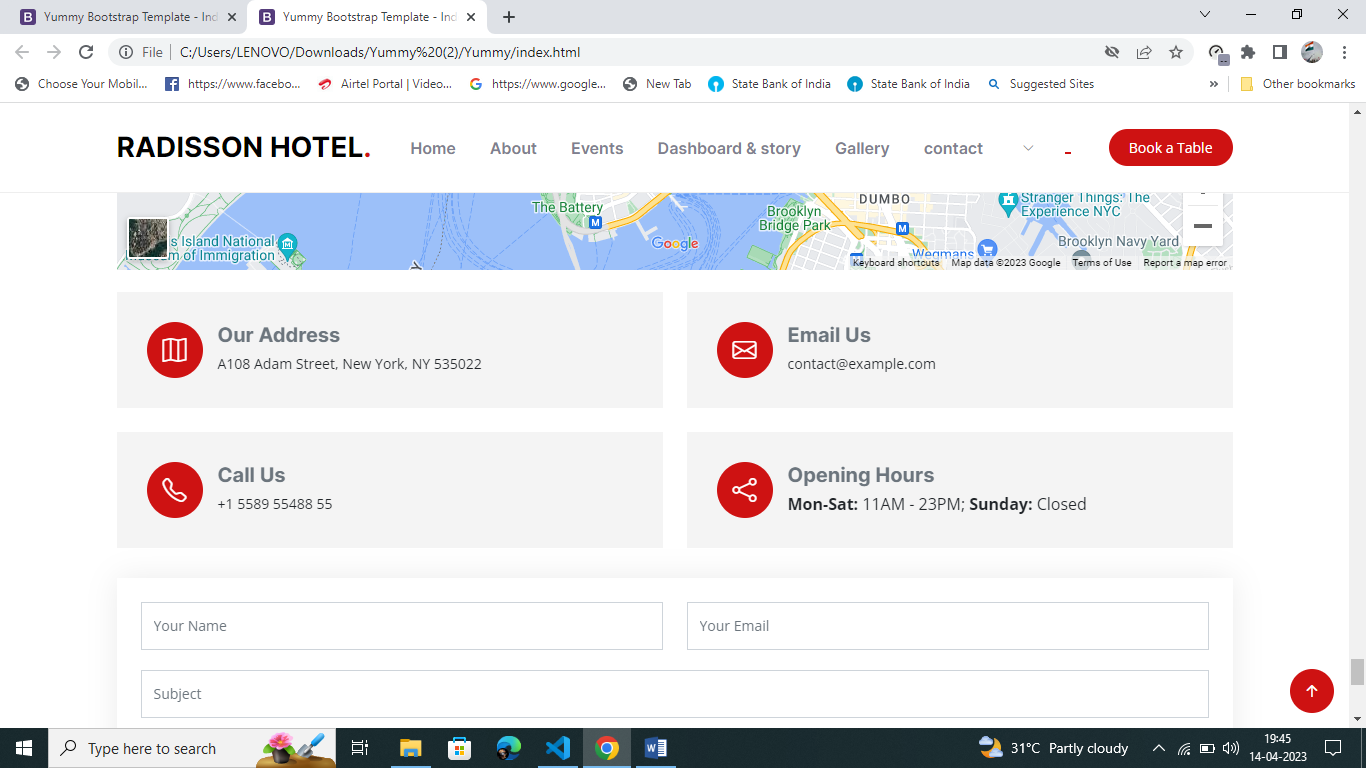 Yummy Bootstrap Template - Ind
Yummy Bootstrap Template - Ind
File
C:/Users/LENOVO/Downloads/Yummy%20(2)/Yummy/index.html
Choose Your Mobil...
https://www.facebo...
Airtel Portal | Video...
https://www.google...
New Tab
State Bank of India
State Bank of India
Suggested Sites
»
Other bookmarks
RADISSON HOTEL.
Home
About
Events
Dashboard & story
Gallery
contact
Book a Table
The Battery
M
Brooklyn
Bridge Park
DUMBO
M
Stranger Things: The
Experience NYC
s Island National
m of Immigration
Google
Wegmans
Brooklyn Navy Yard
Keyboard shortcuts
Map data ©2023 Google
Terms of Use
Report a map error
Our Address
A108 Adam Street, New York, NY 535022
Email Us
contact@example.com
Call Us
+1 5589 55488 55
Opening Hours
Mon-Sat: 11AM - 23PM; Sunday: Closed
Your Name
Your Email
Subject
Type here to search
31°C Partly cloudy
19:45
14-04-2023